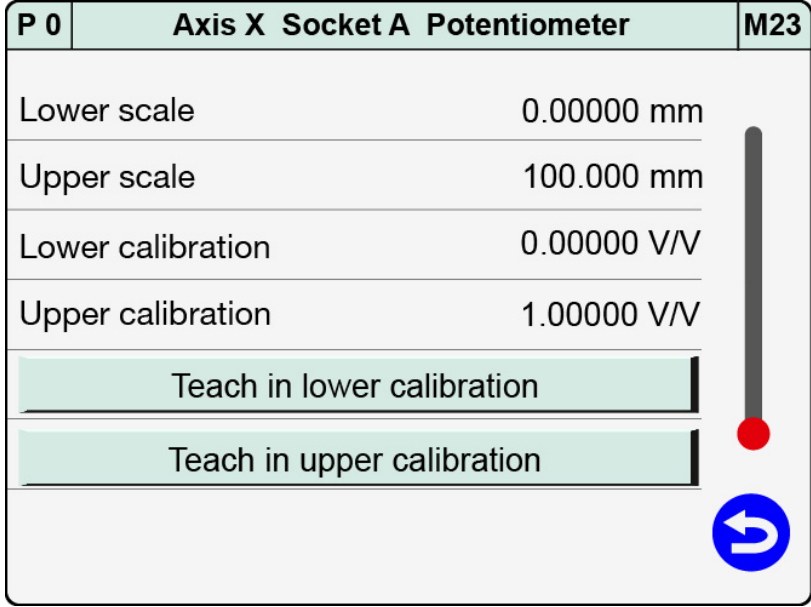 P 0 Axis X Socket A Potentiometer M23
Lower scale 0.00000 mm
Upper scale 100.000 mm
Lower calibration 0.00000 V/V
Upper calibration 1.00000 V/V
Teach in lower calibration
Teach in upper calibration